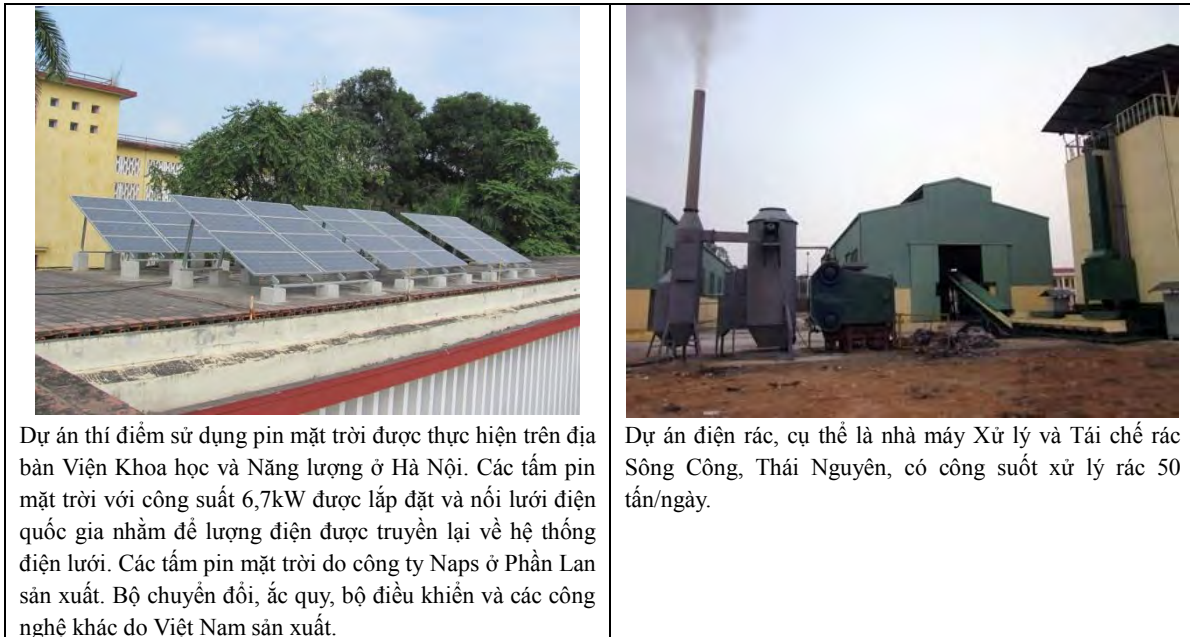 Dự án thí điểm sử dụng pin mặt trời được thực hiện trên địa
bàn Viện Khoa học và Năng lượng ở Hà Nội. Các tấm pin
mặt trời với công suất 6,7kW được lắp đặt và nối lưới điện
quốc gia nhằm để lượng điện được truyền lại về hệ thống
điện lưới. Các tấm pin mặt trời do công ty Naps ở Phần Lan
sản xuất. Bộ chuyển đổi, ắc quy, bộ điều khiển và các công
nghệ khác do Việt Nam sản xuất.
Dự án điện rác, cụ thể là nhà máy Xử lý và Tái chế rác
Sông Công, Thái Nguyên, có công suốt xử lý rác 50
tấn/ngày.